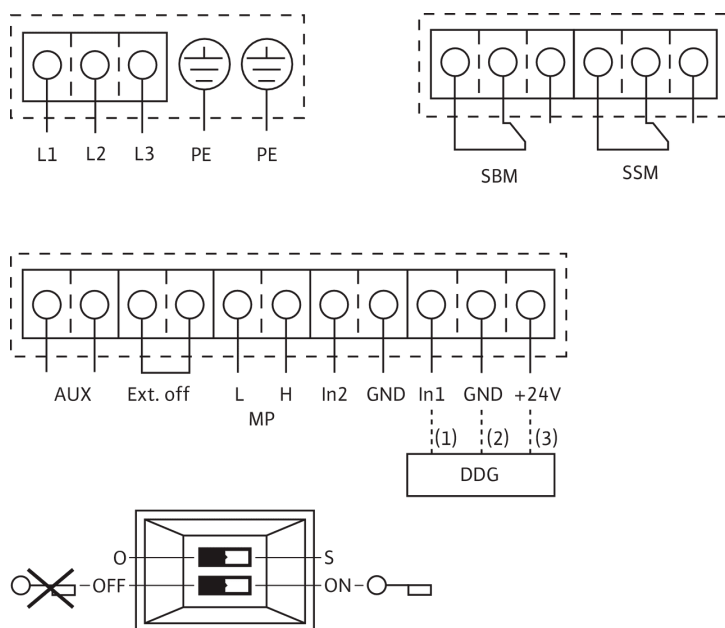 L1 L2 L3 PE PE
SBM SSM
AUX Ext. off L H In2 GND In1 GND +24V
MP
(1) (2) (3)
DDG
O S
OFF ON